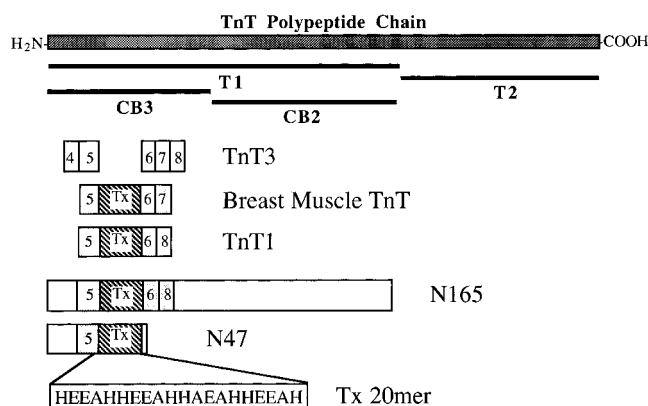 TnT Polypeptide Chain
H2N- -COOH
T1
T2
CB3
CB2
4 5 6 7 8 TnT3
5 Tx 6 7 Breast Muscle TnT
5 Tx 6 8 TnT1
5 Tx 6 8 N165
5 Tx N47
HEEAHHEEAHHAEAHHEEAH Tx 20mer